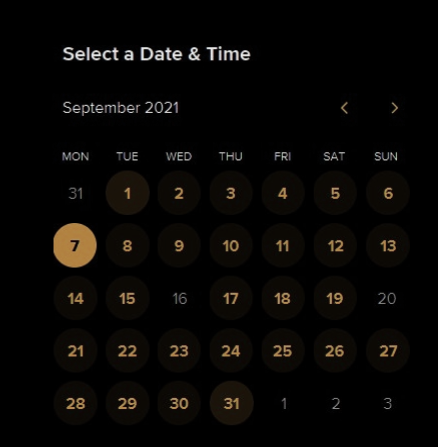 Select a Date & Time
September 2021
MON TUE WED THU FRI SAT SUN
31 1 2 3 4 5 6
7 8 9 10 11 12 13
14 15 16 17 18 19 20
21 22 23 24 25 26 27
28 29 30 31 1 2 3